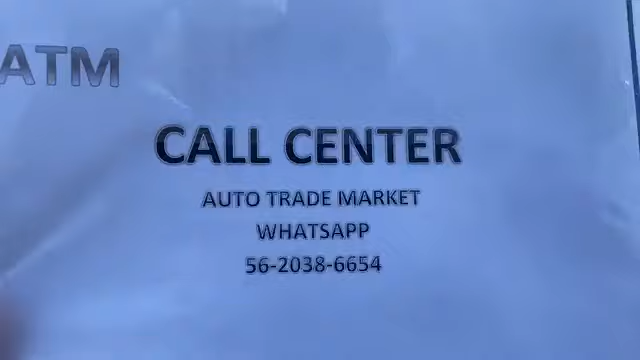 ATM
CALL CENTER
AUTO TRADE MARKET
WHATSAPP
56-2038-6654